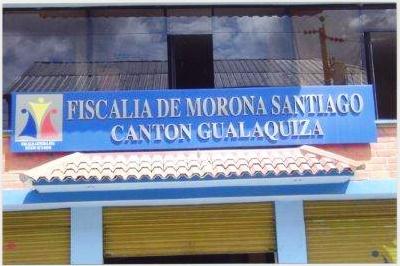 FISCALIA DE MORONA SANTIAGO
CANTON GUALAQUIZA